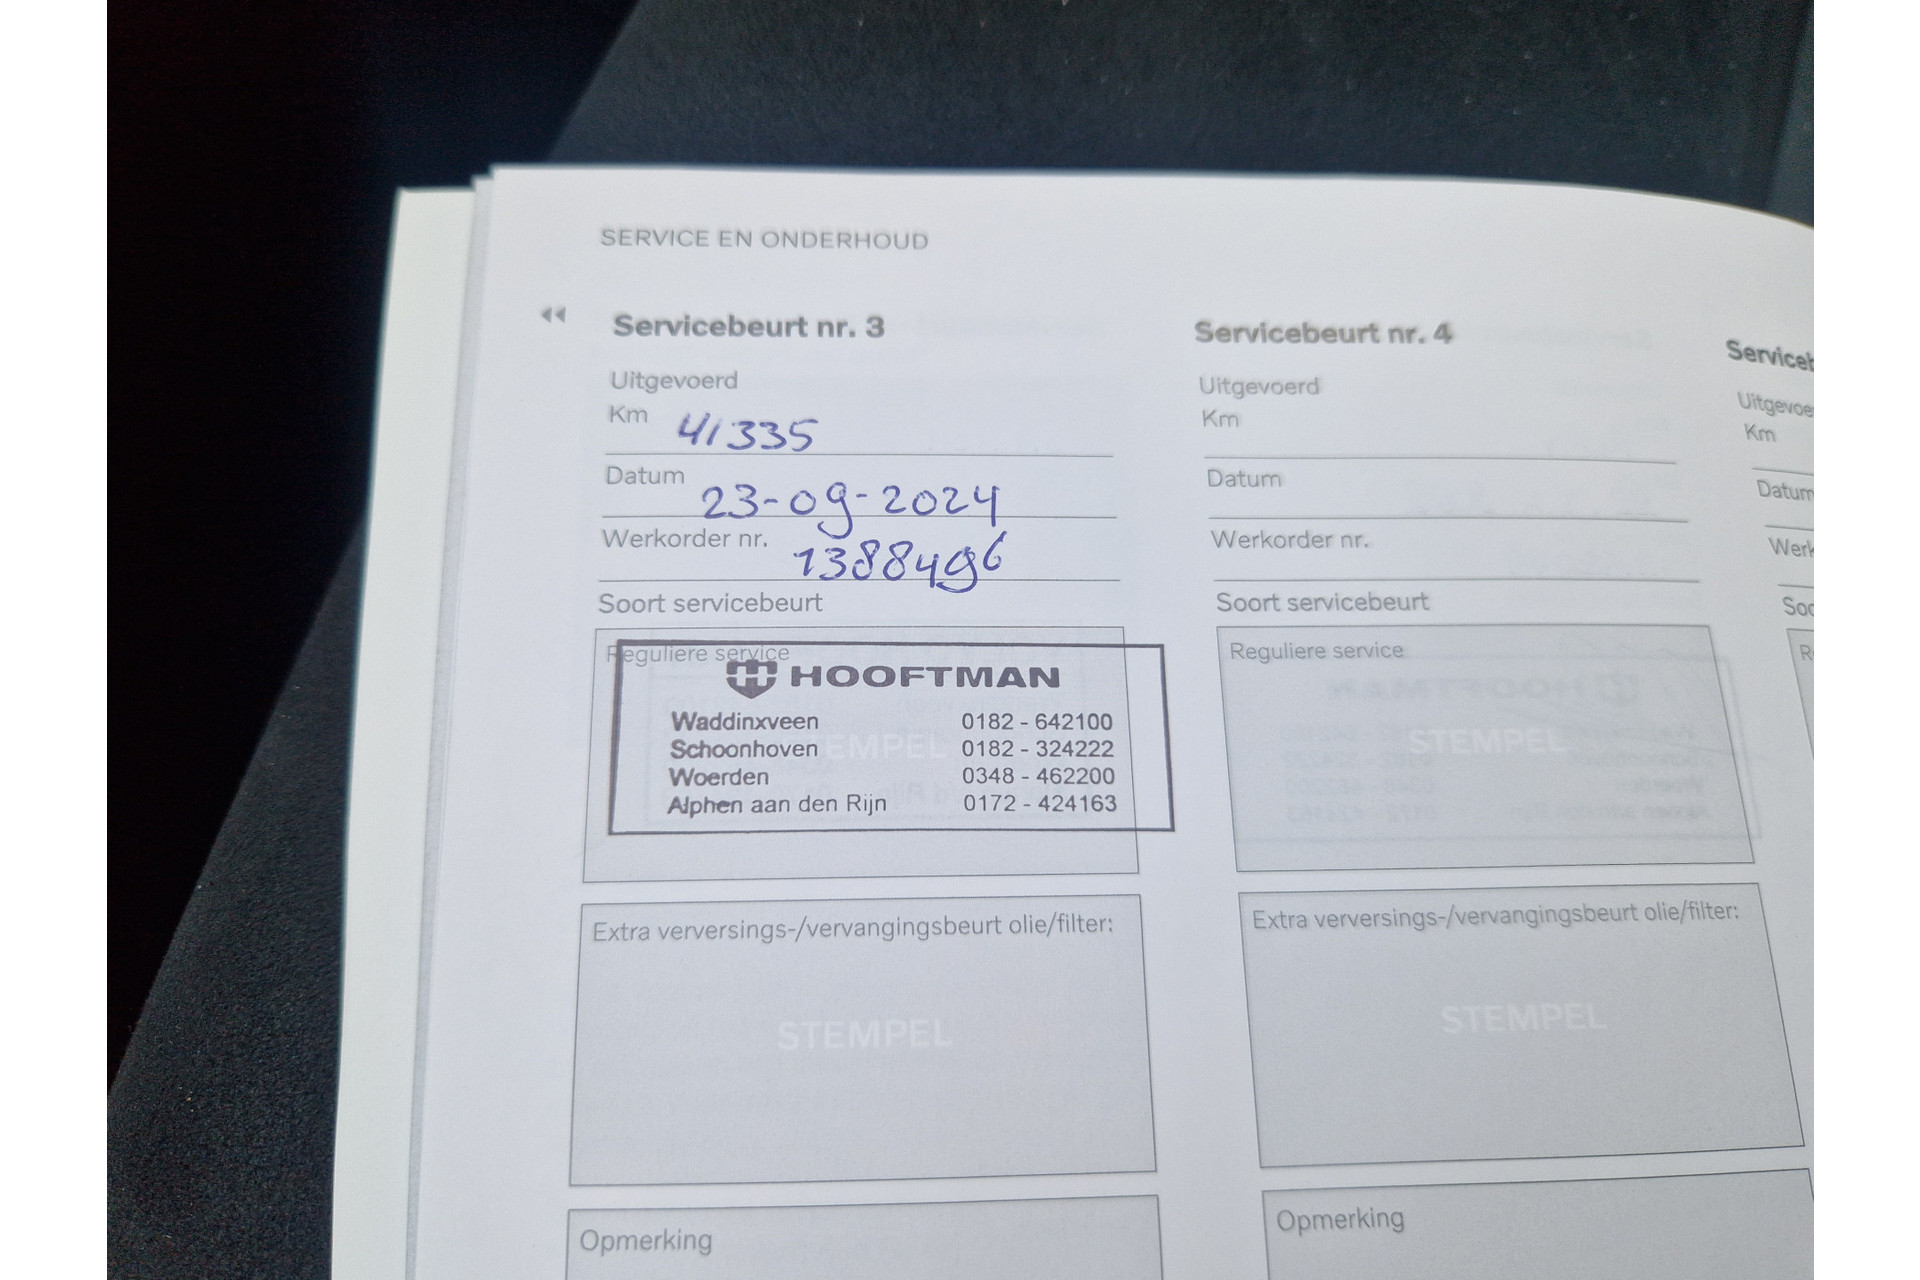 SERVICE EN ONDERHOUD
Servicebeurt nr. 3
Uitgevoerd
Km 41335
Datum 23-09-2024
Werkorder nr. 1388496
Soort servicebeurt
Reguliere service
HOOFTMAN
Waddinxveen 0182 - 642100
Schoonhoven 0182 - 324222
Woerden 0348 - 462200
Alphen aan den Rijn 0172 - 424163
STEMPEL
Extra verversings-/vervangingsbeurt olie/filter:
STEMPEL
Opmerking
Servicebeurt nr. 4
Uitgevoerd
Km
Datum
Werkorder nr.
Soort servicebeurt
Reguliere service
STEMPEL
Extra verversings-/vervangingsbeurt olie/filter:
STEMPEL
Opmerking
Km
Datum